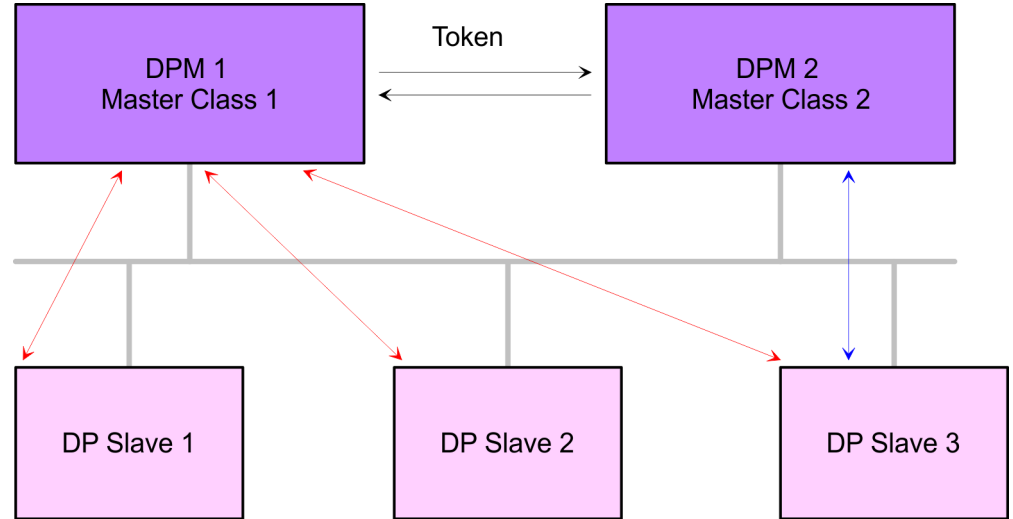 Token
DPM 1
Master Class 1
DPM 2
Master Class 2
DP Slave 1
DP Slave 2
DP Slave 3